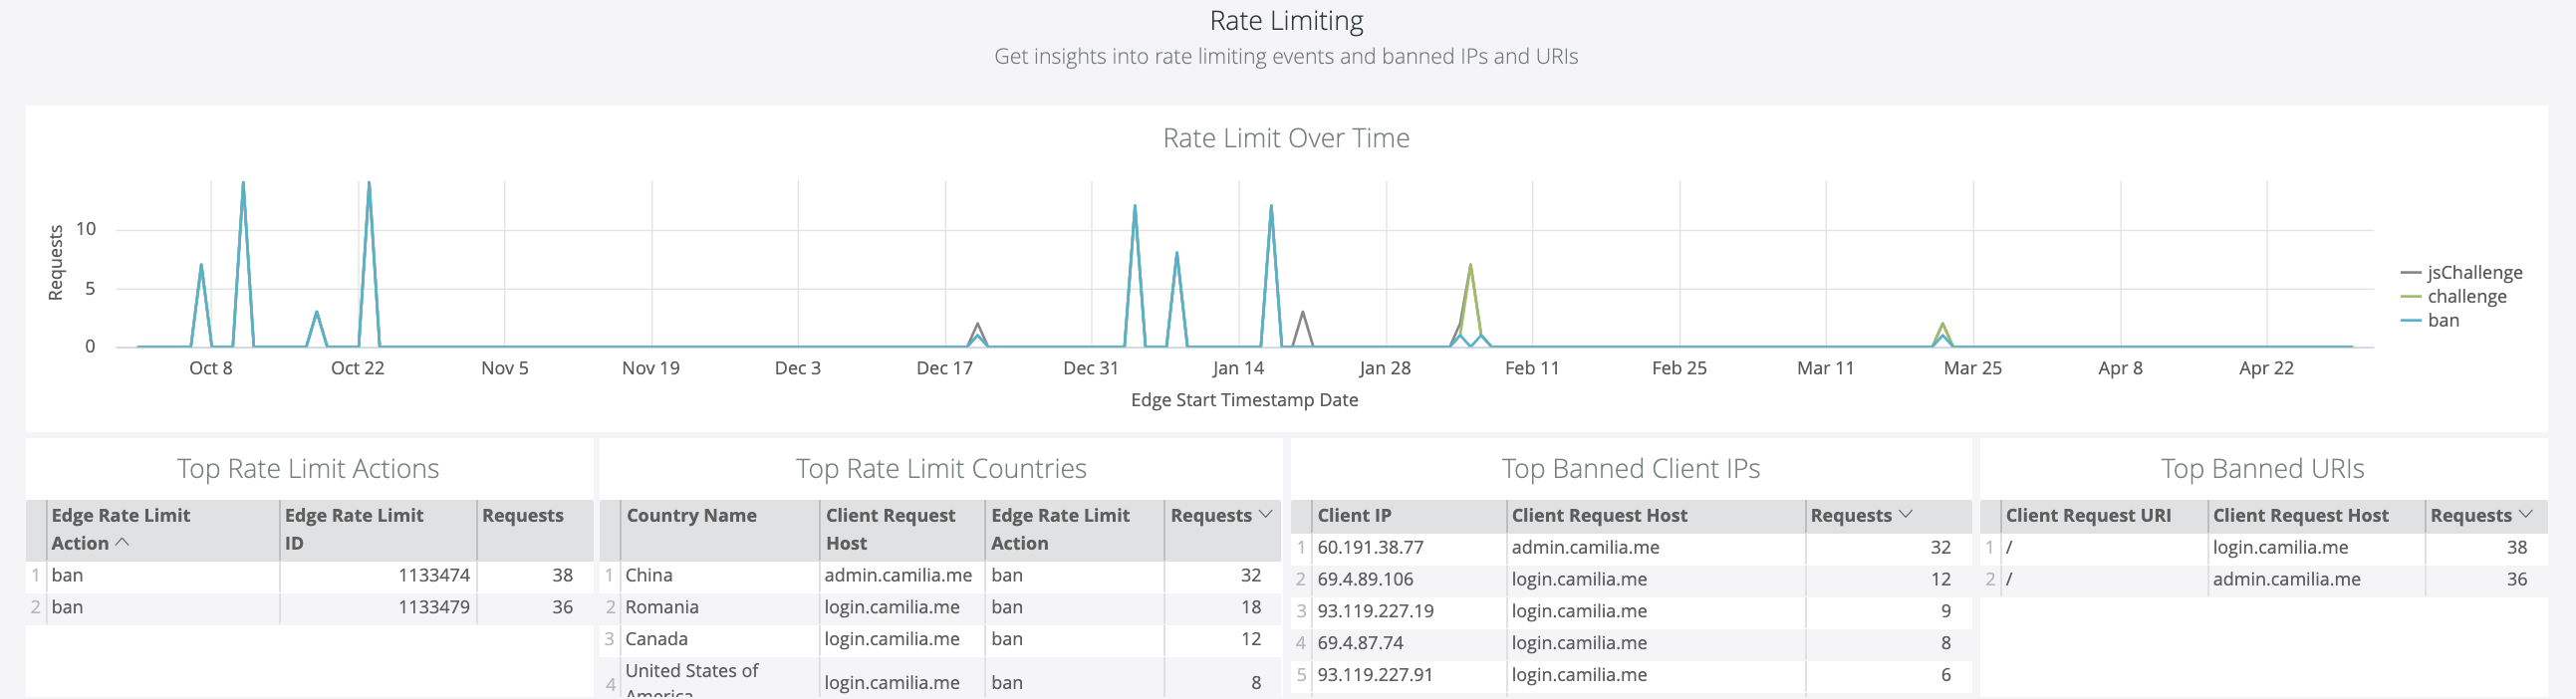 Rate Limiting
Get insights into rate limiting events and banned IPs and URIs
Rate Limit Over Time
Requests
10
5
0
Oct 8 Oct 22 Nov 5 Nov 19 Dec 3 Dec 17 Dec 31 Jan 14 Jan 28 Feb 11 Feb 25 Mar 11 Mar 25 Apr 8 Apr 22
Edge Start Timestamp Date
jsChallenge
challenge
ban
Top Rate Limit Actions
Edge Rate Limit Action Edge Rate Limit ID Requests
1 ban 1133474 38
2 ban 1133479 36
Top Rate Limit Countries
Country Name Client Request Host Edge Rate Limit Action Requests
1 China admin.camilia.me ban 32
2 Romania login.camilia.me ban 18
3 Canada login.camilia.me ban 12
4 United States of America login.camilia.me ban 8
Top Banned Client IPs
Client IP Client Request Host Requests
1 60.191.38.77 admin.camilia.me 32
2 69.4.89.106 login.camilia.me 12
3 93.119.227.19 login.camilia.me 9
4 69.4.87.74 login.camilia.me 8
5 93.119.227.91 login.camilia.me 6
Top Banned URIs
Client Request URI Client Request Host Requests
1 / login.camilia.me 38
2 / admin.camilia.me 36